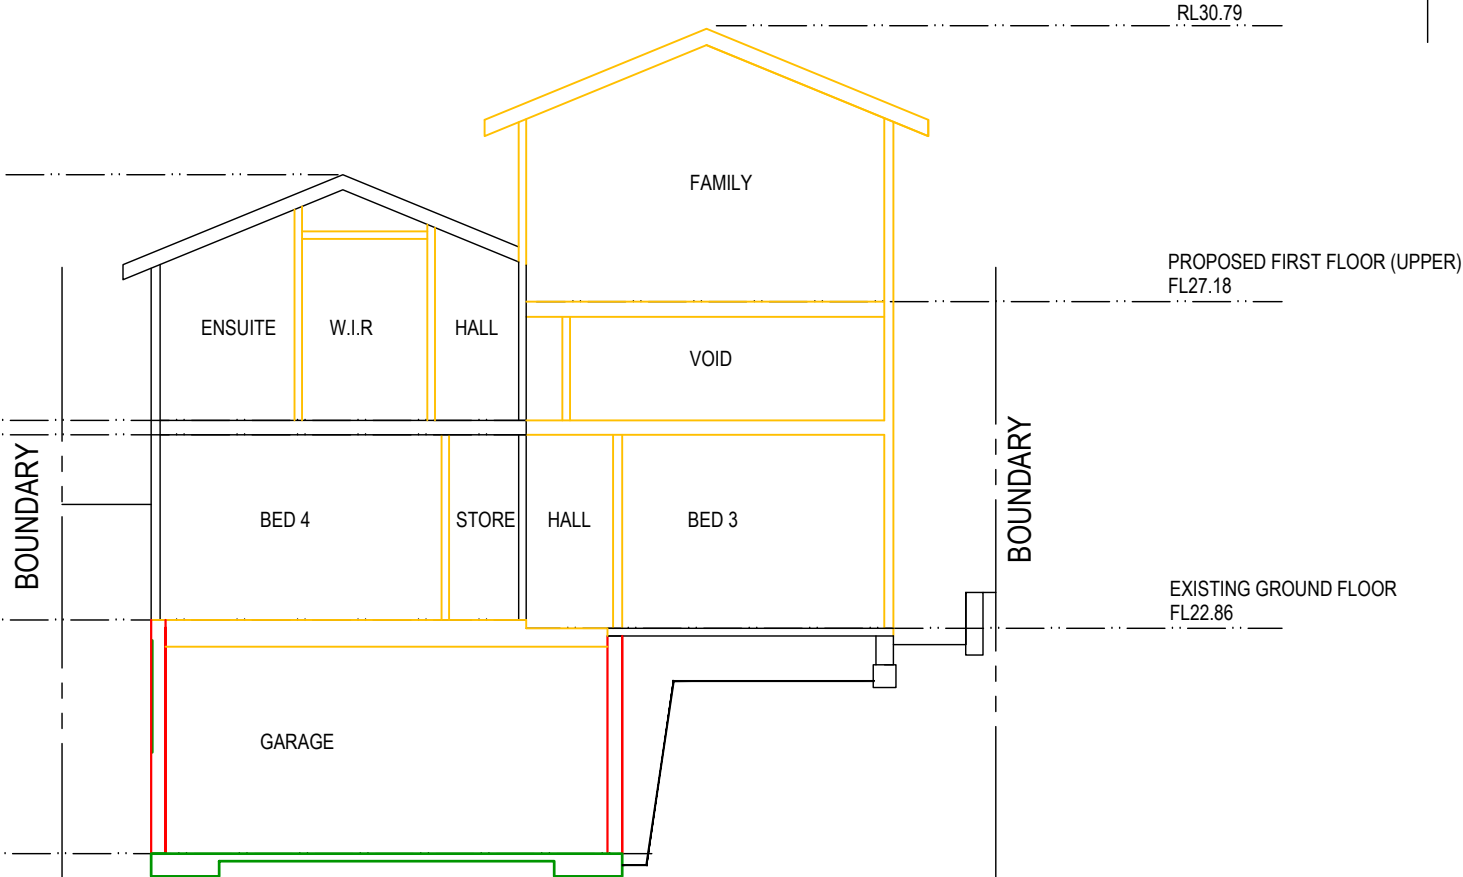 RL30.79
FAMILY
PROPOSED FIRST FLOOR (UPPER)
FL27.18
ENSUITE
W.I.R
HALL
VOID
BOUNDARY
BOUNDARY
BED 4
STORE
HALL
BED 3
EXISTING GROUND FLOOR
FL22.86
GARAGE